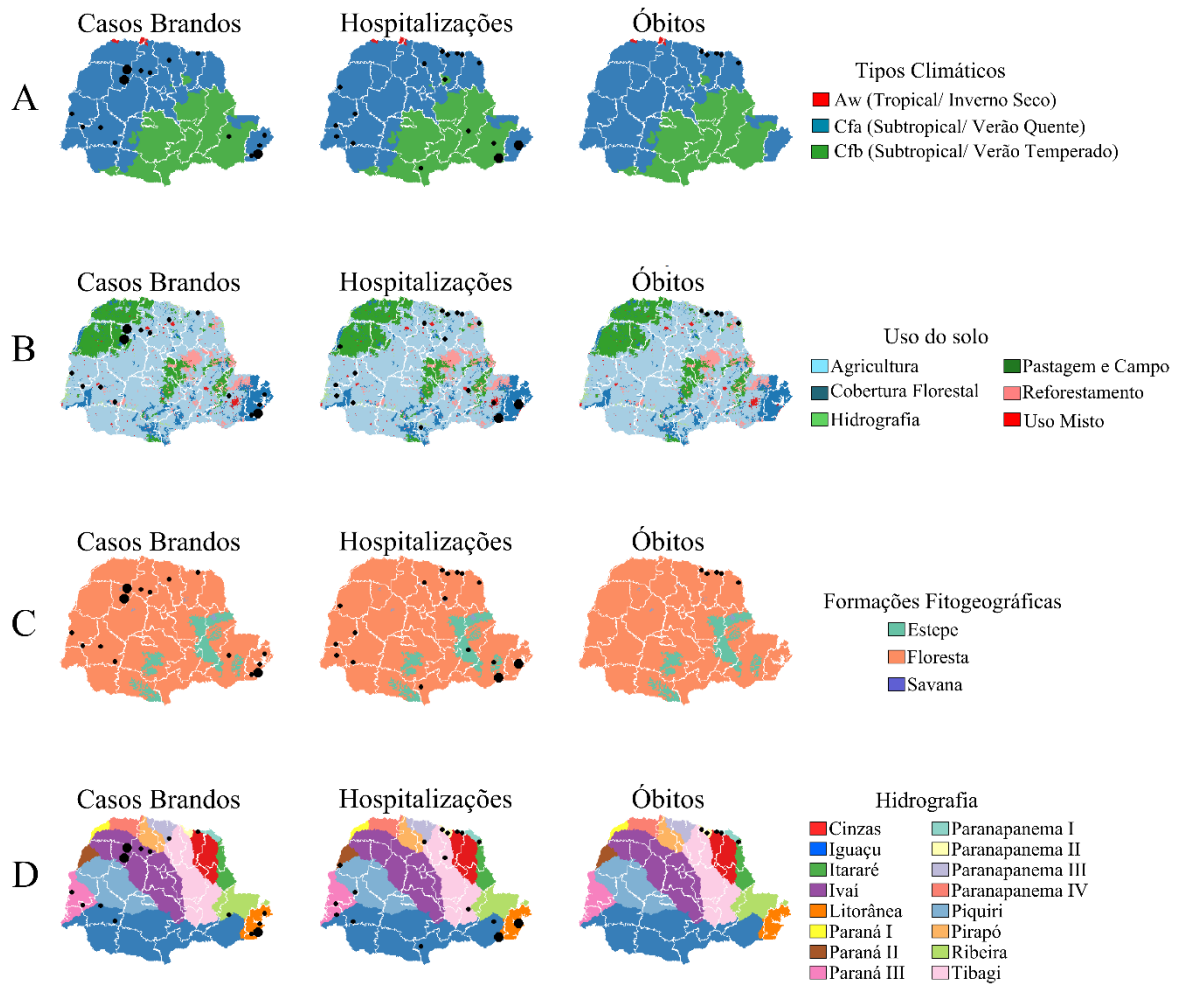 Casos Brandos
Hospitalizações
Óbitos
A
Tipos Climáticos
Aw (Tropical/ Inverno Seco)
Cfa (Subtropical/ Verão Quente)
Cfb (Subtropical/ Verão Temperado)
Casos Brandos
Hospitalizações
Óbitos
B
Uso do solo
Agricultura
Cobertura Florestal
Hidrografia
Pastagem e Campo
Reforestamento
Uso Misto
Casos Brandos
Hospitalizações
Óbitos
C
Formações Fitogeográficas
Estepe
Floresta
Savana
Casos Brandos
Hospitalizações
Óbitos
D
Hidrografia
Cinzas
Iguaçu
Itararé
Ivaí
Litorânea
Paraná I
Paraná II
Paraná III
Paranapanema I
Paranapanema II
Paranapanema III
Paranapanema IV
Piquiri
Pirapó
Ribeira
Tibagi